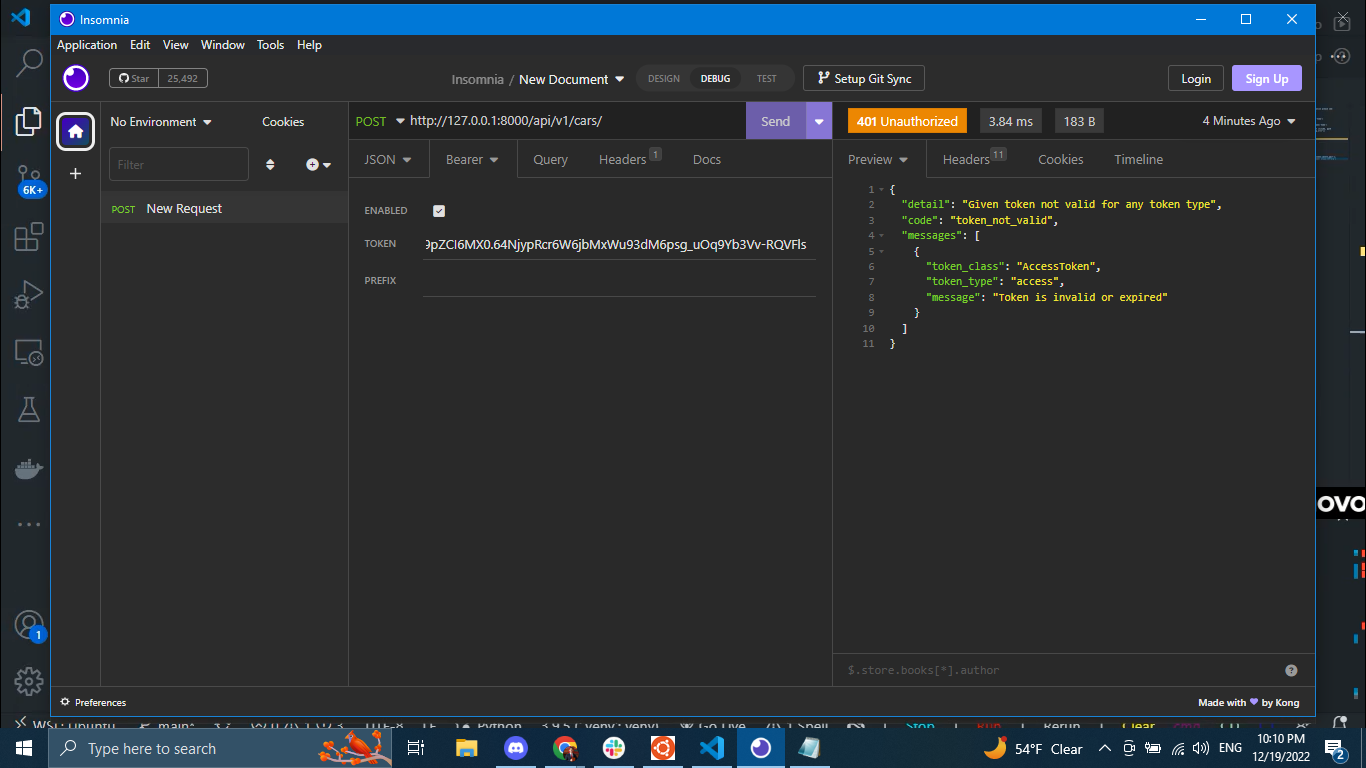 Insomnia
Application Edit View Window Tools Help
Star 25,492
Insomnia / New Document
DESIGN DEBUG TEST
Setup Git Sync
Login
Sign Up
No Environment
Cookies
POST http://127.0.0.1:8000/api/v1/cars/
Send
401 Unauthorized
3.84 ms
183 B
4 Minutes Ago
Filter
JSON Bearer Query Headers 1 Docs
Preview Headers 11 Cookies Timeline
6K+
POST New Request
ENABLED
TOKEN 9pZCI6MX0.64NjypRcr6W6jbMxWu93dM6psg_uOq9Yb3Vv-RQVFls
PREFIX
1 {
2 "detail": "Given token not valid for any token type",
3 "code": "token_not_valid",
4 "messages": [
5 {
6 "token_class": "AccessToken",
7 "token_type": "access",
8 "message": "Token is invalid or expired"
9 }
10 ]
11 }
ovo
1
$.store.books[*].author
Preferences
Made with by Kong
Type here to search
54°F Clear
ENG
10:10 PM
12/19/2022
2